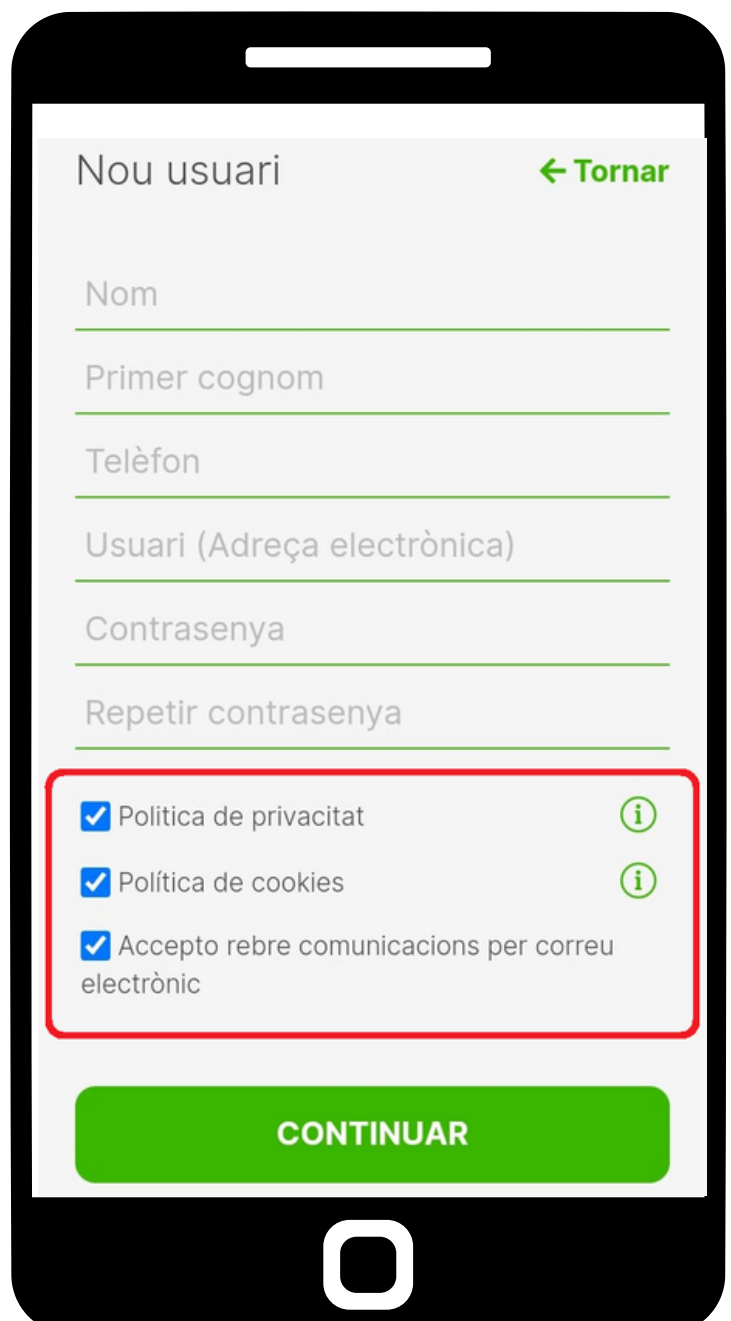 Nou usuari
← Tornar
Nom
Primer cognom
Telèfon
Usuari (Adreça electrònica)
Contrasenya
Repetir contrasenya
Politica de privacitat
Política de cookies
Accepto rebre comunicacions per correu
electrònic
CONTINUAR